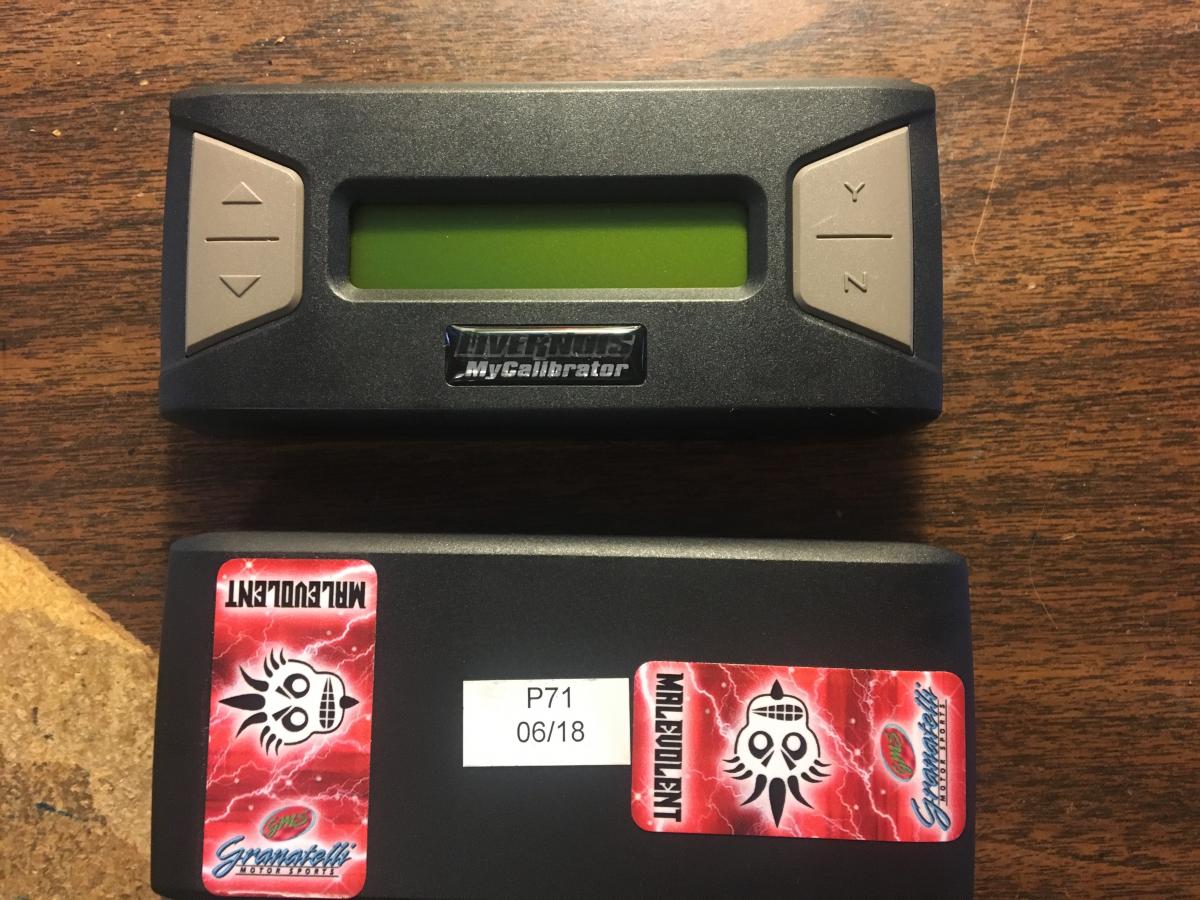 Y
N
LIVERNOIS
MyCalibrator
MALEVOLENT
GMS
Granatelli
MOTOR SPORTS
P71
06/18
MALEVOLENT
GMS
Granatelli
MOTOR SPORTS